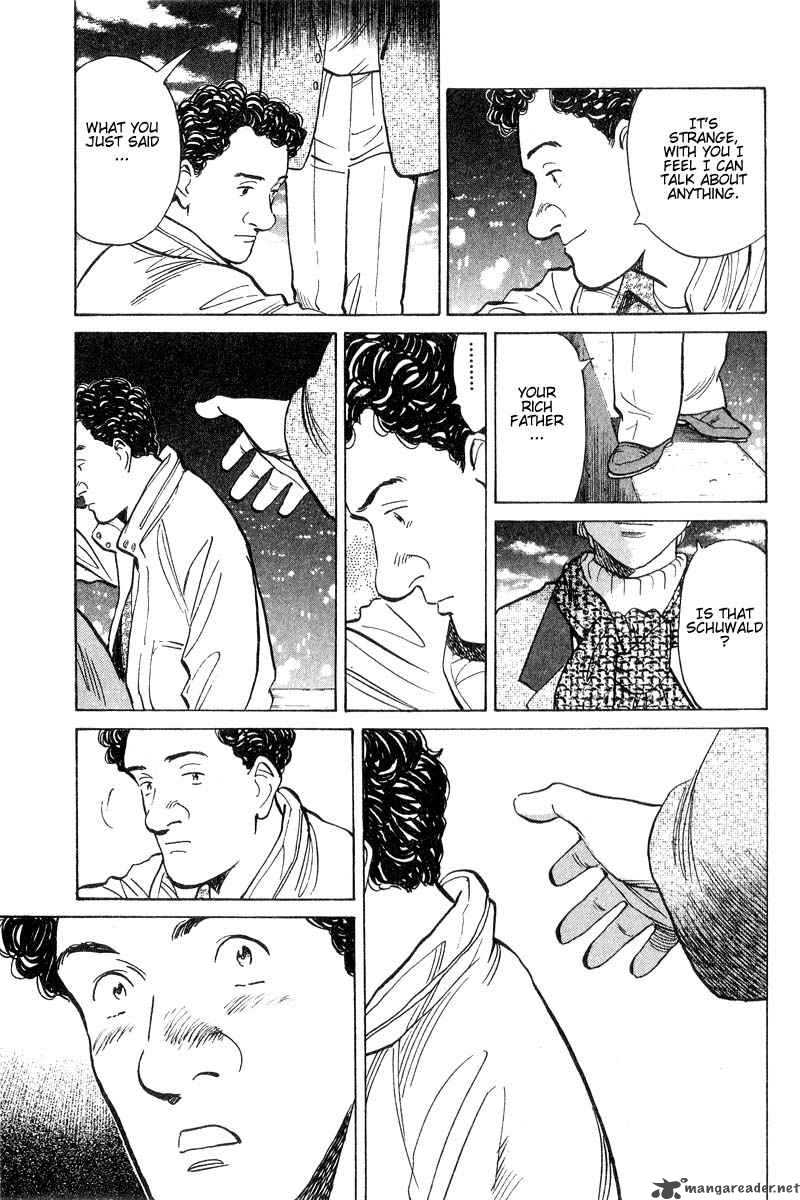 IT'S
STRANGE,
WITH YOU I
FEEL I CAN
TALK ABOUT
ANYTHING.
WHAT YOU
JUST SAID
...
YOUR
RICH
FATHER
...
IS THAT
SCHUWALD
?
.........
mangareader.net